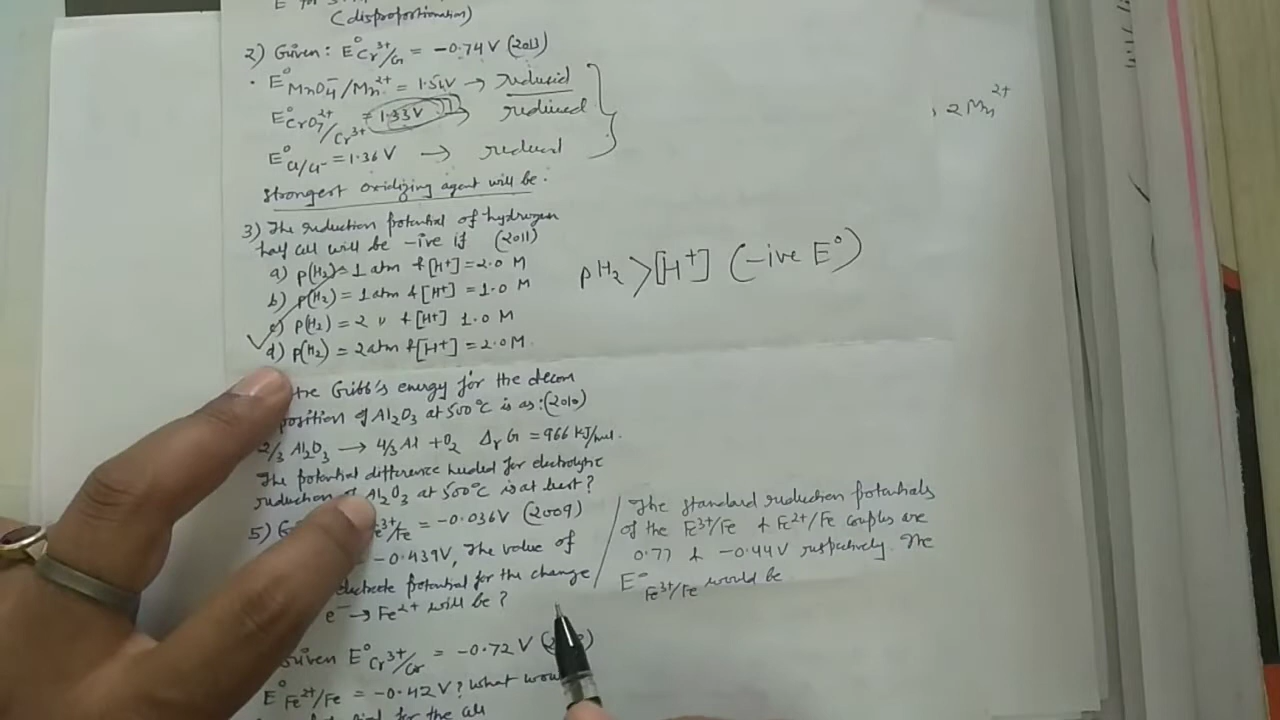 (disproportionation)
2) Given: E°Cr³⁺/Cr = -0.74 V (2013)
E°MnO₄⁻/Mn²⁺ = 1.51V → reduced
E°CrO₇²⁺/Cr³⁺ = 1.33V reduced
E°Cl/Cl⁻ = 1.36 V → reduced
strongest oxidizing agent will be.
, 2 Mn²⁺
3) The reduction potential of hydrogen
half cell will be -ive if (2011)
a) p(H₂) = 1 atm & [H⁺] = 2.0 M
b) p(H₂) = 1 atm & [H⁺] = 1.0 M
c) p(H₂) = 2 " & [H⁺] 1.0 M
d) p(H₂) = 2 atm & [H⁺] = 2.0 M.
pH₂ > [H⁺] (-ive E°)
the Gibb's energy for the decom
position of Al₂O₃ at 500°C is as: (2010)
2/3 Al₂O₃ → 4/3 Al + O₂ ΔᵣG = 966 KJ/mol.
The potential difference needed for electrolytic
reduction of Al₂O₃ at 500°C is at least?
5) Fe³⁺/Fe = -0.036V (2009)
-0.439V, The value of
electrode potential for the change
e⁻ → Fe²⁺ will be?
The standard reduction potentials
of the Fe³⁺/Fe & Fe²⁺/Fe couples are
0.77 & -0.44 V respectively. The
E°Fe³⁺/Fe would be
Given E°Cr³⁺/Cr = -0.72 V
E°Fe²⁺/Fe = -0.42 V? what
for the